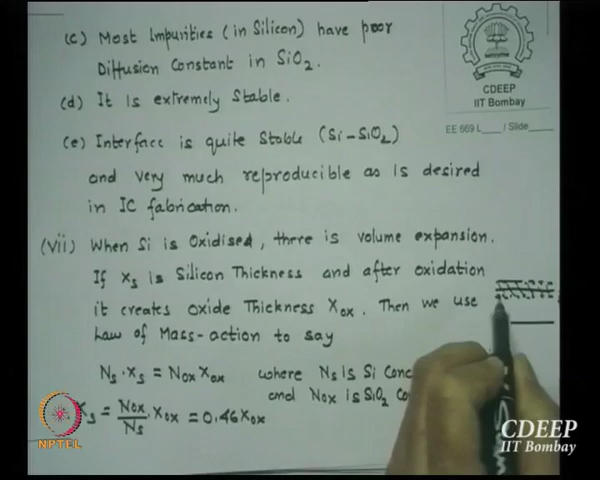 (c) Most Impurities (in Silicon) have poor
Diffusion Constant in SiO₂.
(d) It Is extremely Stable.
(e) Interface is quite Stable (Si-SiO₂)
and very much reproducible as Is desired
in IC fabrication.
(vii) When Si is Oxidised, there is volume expansion.
If Xs is Silicon Thickness and after oxidation
it creates Oxide Thickness Xox. Then we use
Law of Mass-action to say
Ns.Xs = Nox Xox where Ns Is Si Conc
and Nox is SiO₂ Co
Xs = Nox/Ns . Xox = 0.46 Xox
CDEEP
IIT Bombay
EE 669 L___/ Slide___
NPTEL
CDEEP
IIT Bombay